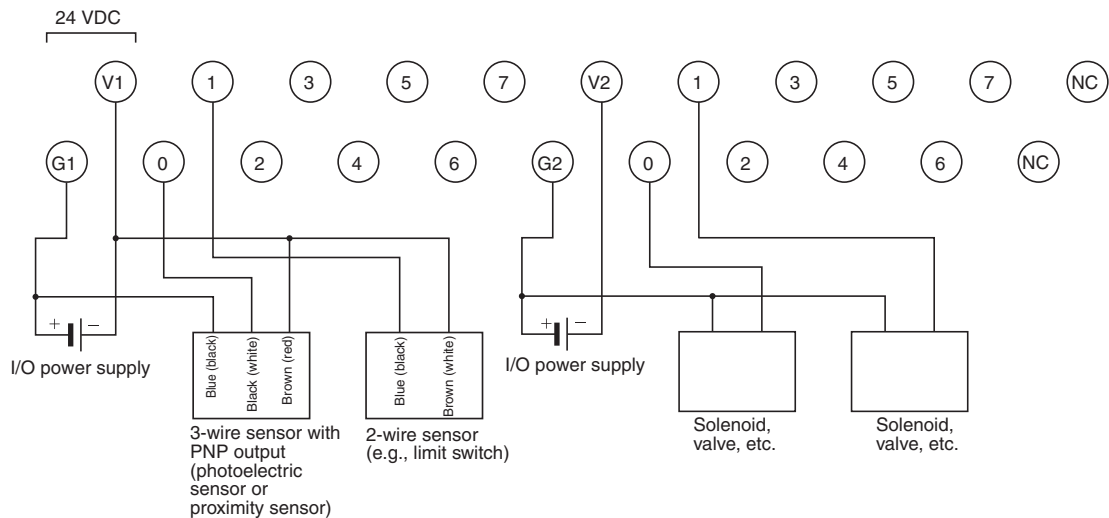 24 VDC
V1 1 3 5 7 V2 1 3 5 7 NC
G1 0 2 4 6 G2 0 2 4 6 NC
+ −
I/O power supply
Blue (black)
Black (white)
Brown (red)
3-wire sensor with
PNP output
(photoelectric
sensor or
proximity sensor)
Blue (black)
Brown (white)
2-wire sensor
(e.g., limit switch)
+ −
I/O power supply
Solenoid,
valve, etc.
Solenoid,
valve, etc.